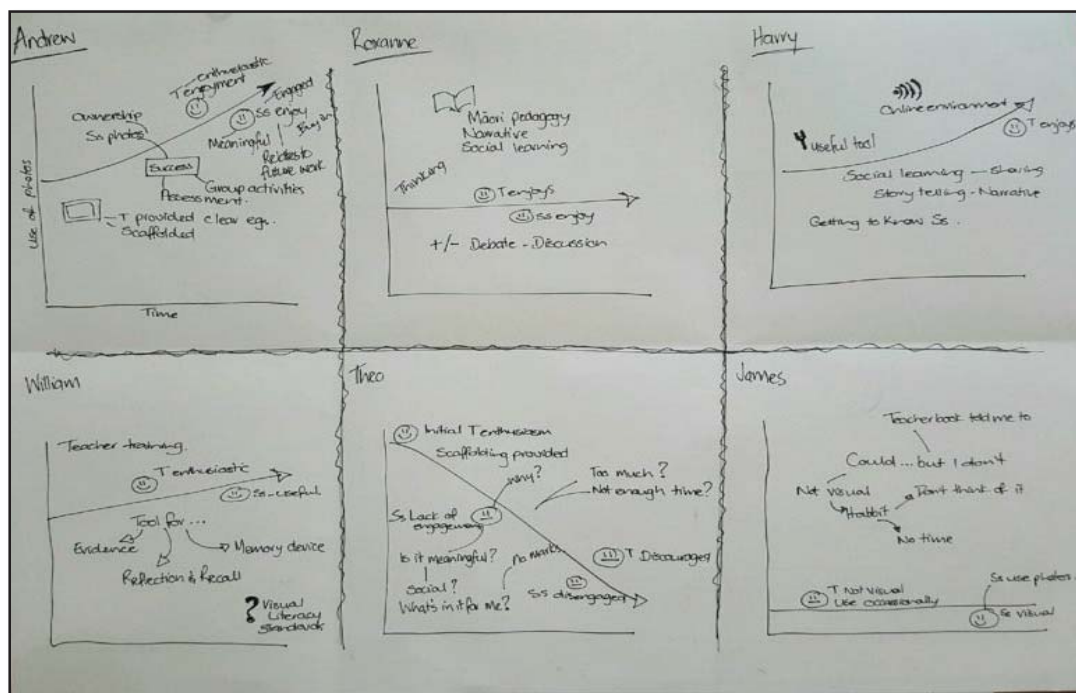 Andrew
enthusiastic
T enjoyment
Engaged
Ss enjoy
Buy in
Ownership
Ss photos
Meaningful
Relates to
future work
Success
Group activities
Assessment.
T provided clear egs.
Scaffolded
Use of photos
Time
Roxanne
Māori pedagogy
Narrative
Social learning
Thinking
T enjoys
Ss enjoy
+/- Debate - Discussion
Harry
Online environment
T enjoys
useful tool
Social learning - sharing
Story telling - Narrative
Getting to know Ss.
William
Teacher training.
T enthusiastic
Ss - useful
Tool for ...
Evidence
Memory device
Reflection & Recall
? Visual
Literacy
Standards
Theo
Initial T enthusiasm
Scaffolding provided
Why?
Too much?
Not enough time?
Ss Lack of
engagement
Is it meaningful?
No marks.
T Discouraged
Social?
What's in it for me?
Ss disengaged
James
Teacher book told me to
Could ... but I don't
Not visual
Habbit
Don't think of it
No time
Ss use photos.
T Not Visual
Use occasionally
Ss visual